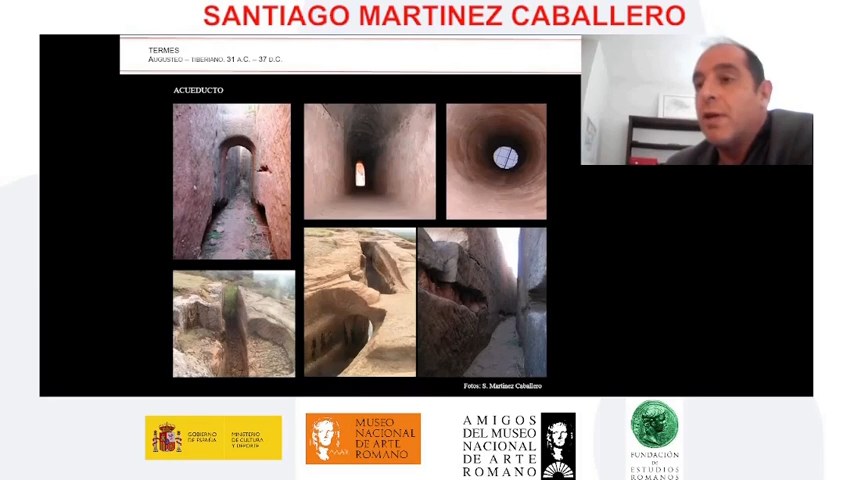 SANTIAGO MARTINEZ CABALLERO
TERMES
AUGUSTEO – TIBERIANO. 31 A.C. – 37 D.C.
ACUEDUCTO
Fotos: S. Martínez Caballero
GOBIERNO
DE ESPAÑA
MINISTERIO
DE CULTURA
Y DEPORTE
MUSEO
NACIONAL
DE ARTE
ROMANO
AMIGOS
DEL MUSEO
NACIONAL
DE ARTE
ROMANO
FUNDACIÓN
DE
ESTUDIOS
ROMANOS